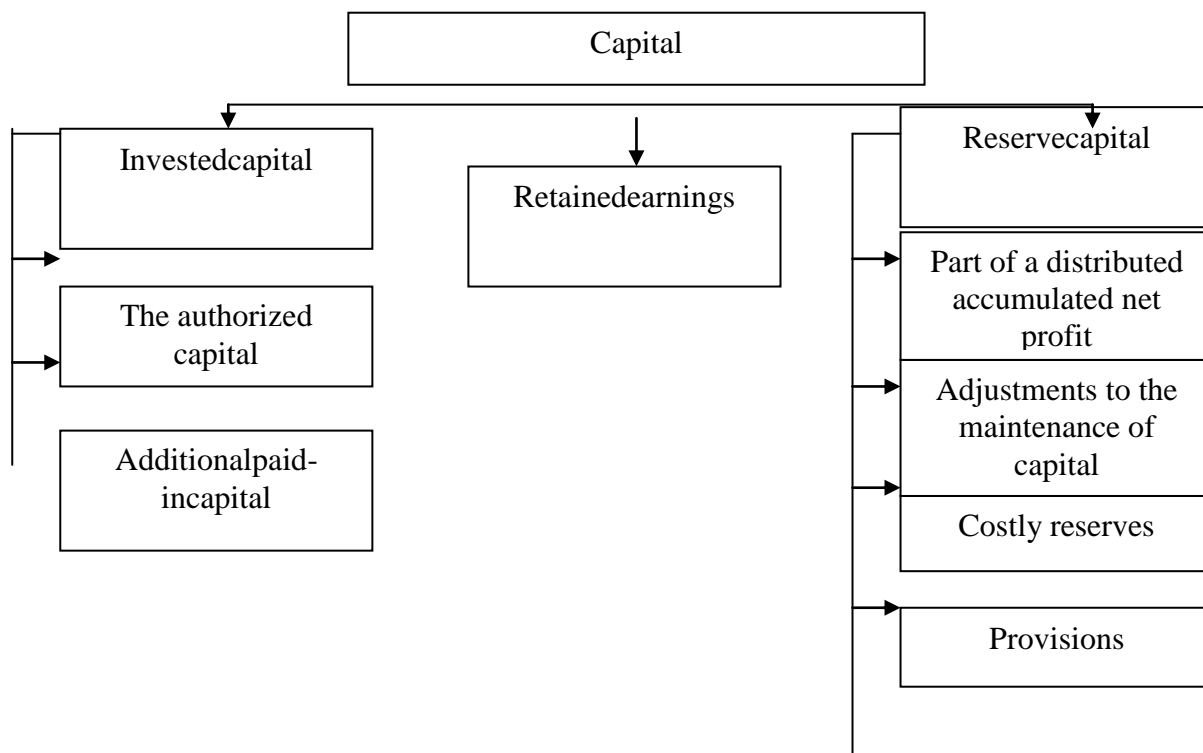 Capital
Investedcapital
The authorized
capital
Additionalpaid-
incapital
Retainedearnings
Reservecapital
Part of a distributed
accumulated net
profit
Adjustments to the
maintenance of
capital
Costly reserves
Provisions